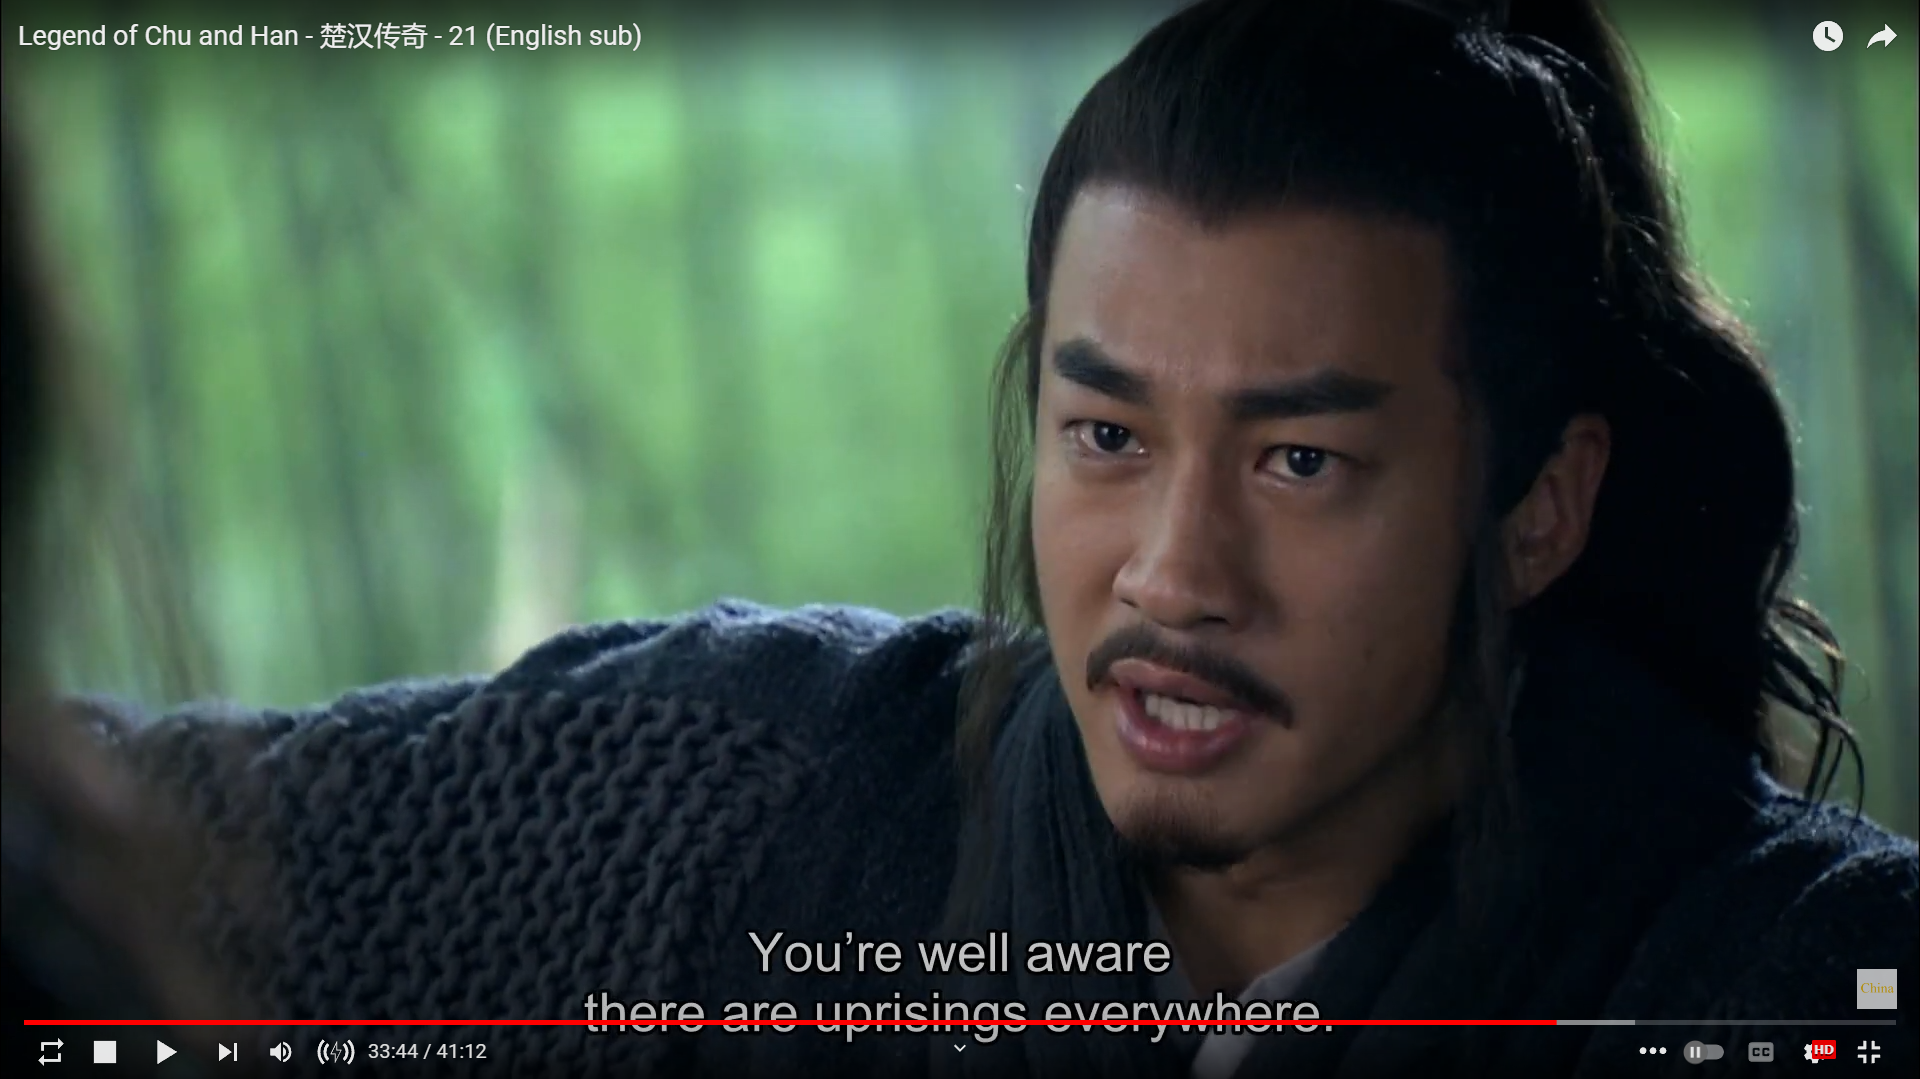 Legend of Chu and Han - 楚汉传奇 - 21 (English sub)
You’re well aware
there are uprisings everywhere.
China
33:44 / 41:12
CC
HD